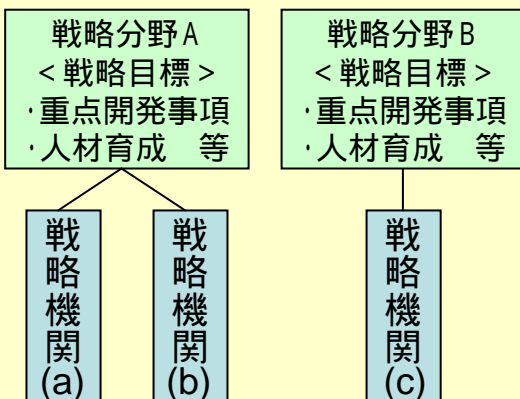 戦略分野A
<戦略目標>
・重点開発事項
・人材育成　等
戦略分野B
<戦略目標>
・重点開発事項
・人材育成　等
戦略機関(a)
戦略機関(b)
戦略機関(c)